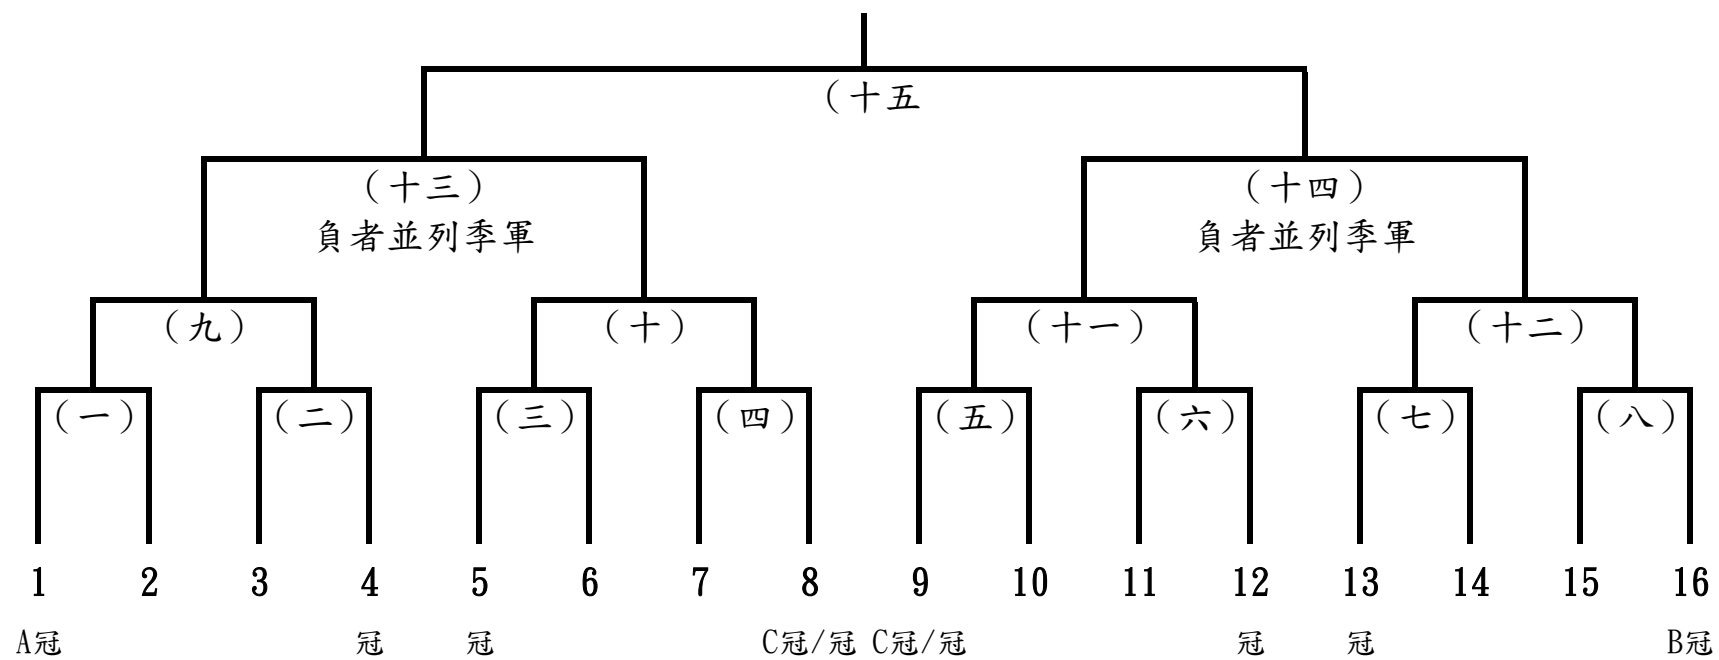 （十五
（十三） （十四）
負者並列季軍 負者並列季軍
（九） （十） （十一） （十二）
（一） （二） （三） （四） （五） （六） （七） （八）
1 2 3 4 5 6 7 8 9 10 11 12 13 14 15 16
A冠 冠 冠 C冠/冠 C冠/冠 冠 冠 B冠